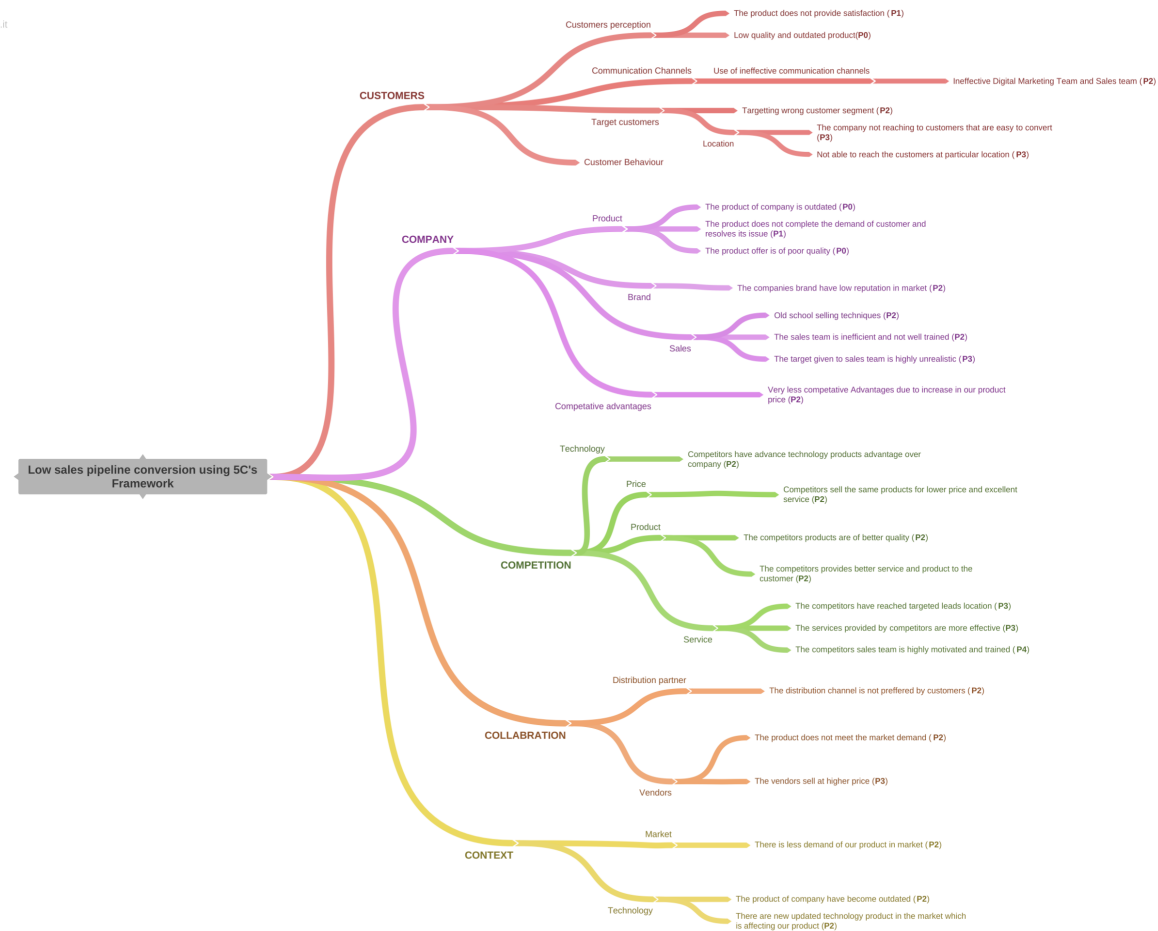 .it
Low sales pipeline conversion using 5C's
Framework
CUSTOMERS
Customers perception
The product does not provide satisfaction (P1)
Low quality and outdated product(P0)
Communication Channels
Use of ineffective communication channels
Ineffective Digital Marketing Team and Sales team (P2)
Target customers
Targetting wrong customer segment (P2)
Location
The company not reaching to customers that are easy to convert
(P3)
Not able to reach the customers at particular location (P3)
Customer Behaviour
COMPANY
Product
The product of company is outdated (P0)
The product does not complete the demand of customer and
resolves its issue (P1)
The product offer is of poor quality (P0)
Brand
The companies brand have low reputation in market (P2)
Sales
Old school selling techniques (P2)
The sales team is inefficient and not well trained (P2)
The target given to sales team is highly unrealistic (P3)
Competative advantages
Very less competative Advantages due to increase in our product
price (P2)
COMPETITION
Technology
Competitors have advance technology products advantage over
company (P2)
Price
Competitors sell the same products for lower price and excellent
service (P2)
Product
The competitors products are of better quality (P2)
The competitors provides better service and product to the
customer (P2)
Service
The competitors have reached targeted leads location (P3)
The services provided by competitors are more effective (P3)
The competitors sales team is highly motivated and trained (P4)
COLLABRATION
Distribution partner
The distribution channel is not preffered by customers (P2)
Vendors
The product does not meet the market demand (P2)
The vendors sell at higher price (P3)
CONTEXT
Market
There is less demand of our product in market (P2)
Technology
The product of company have become outdated (P2)
There are new updated technology product in the market which
is affecting our product (P2)